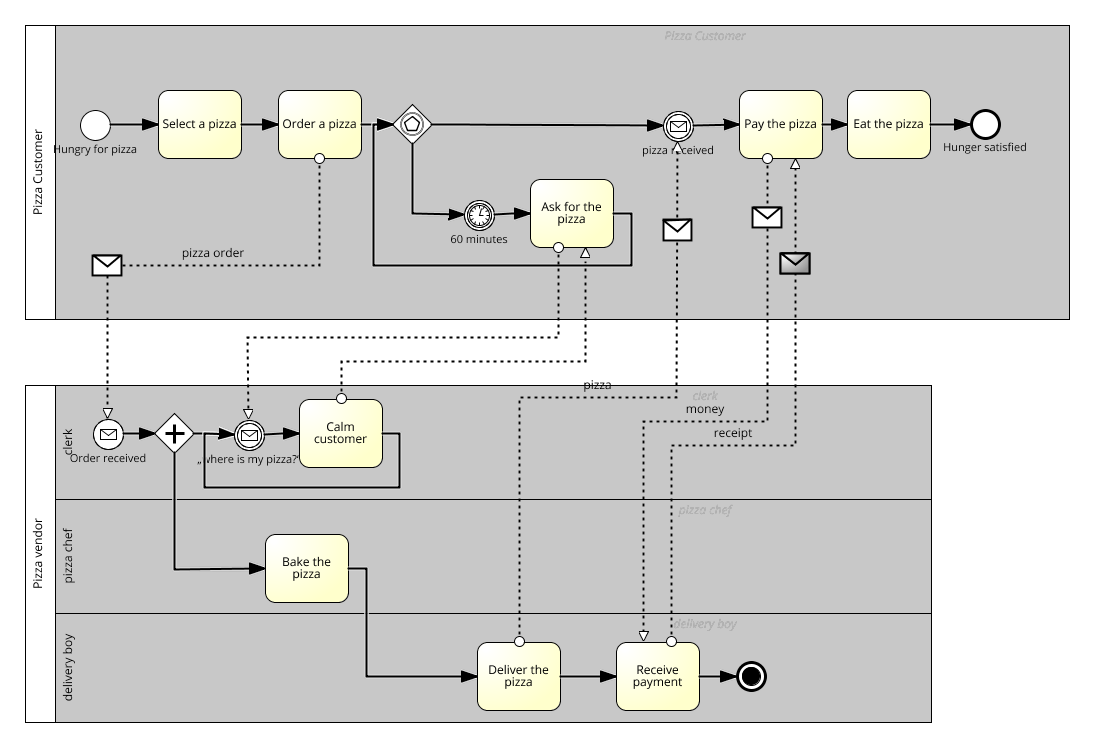 Pizza Customer
Pizza Customer
Select a pizza
Order a pizza
Pay the pizza
Eat the pizza
Hungry for pizza
pizza received
Hunger satisfied
Ask for the
pizza
60 minutes
pizza order
pizza
Pizza vendor
clerk
clerk
money
receipt
Calm
customer
Order received
„where is my pizza?“
pizza chef
pizza chef
Bake the
pizza
delivery boy
delivery boy
Deliver the
pizza
Receive
payment